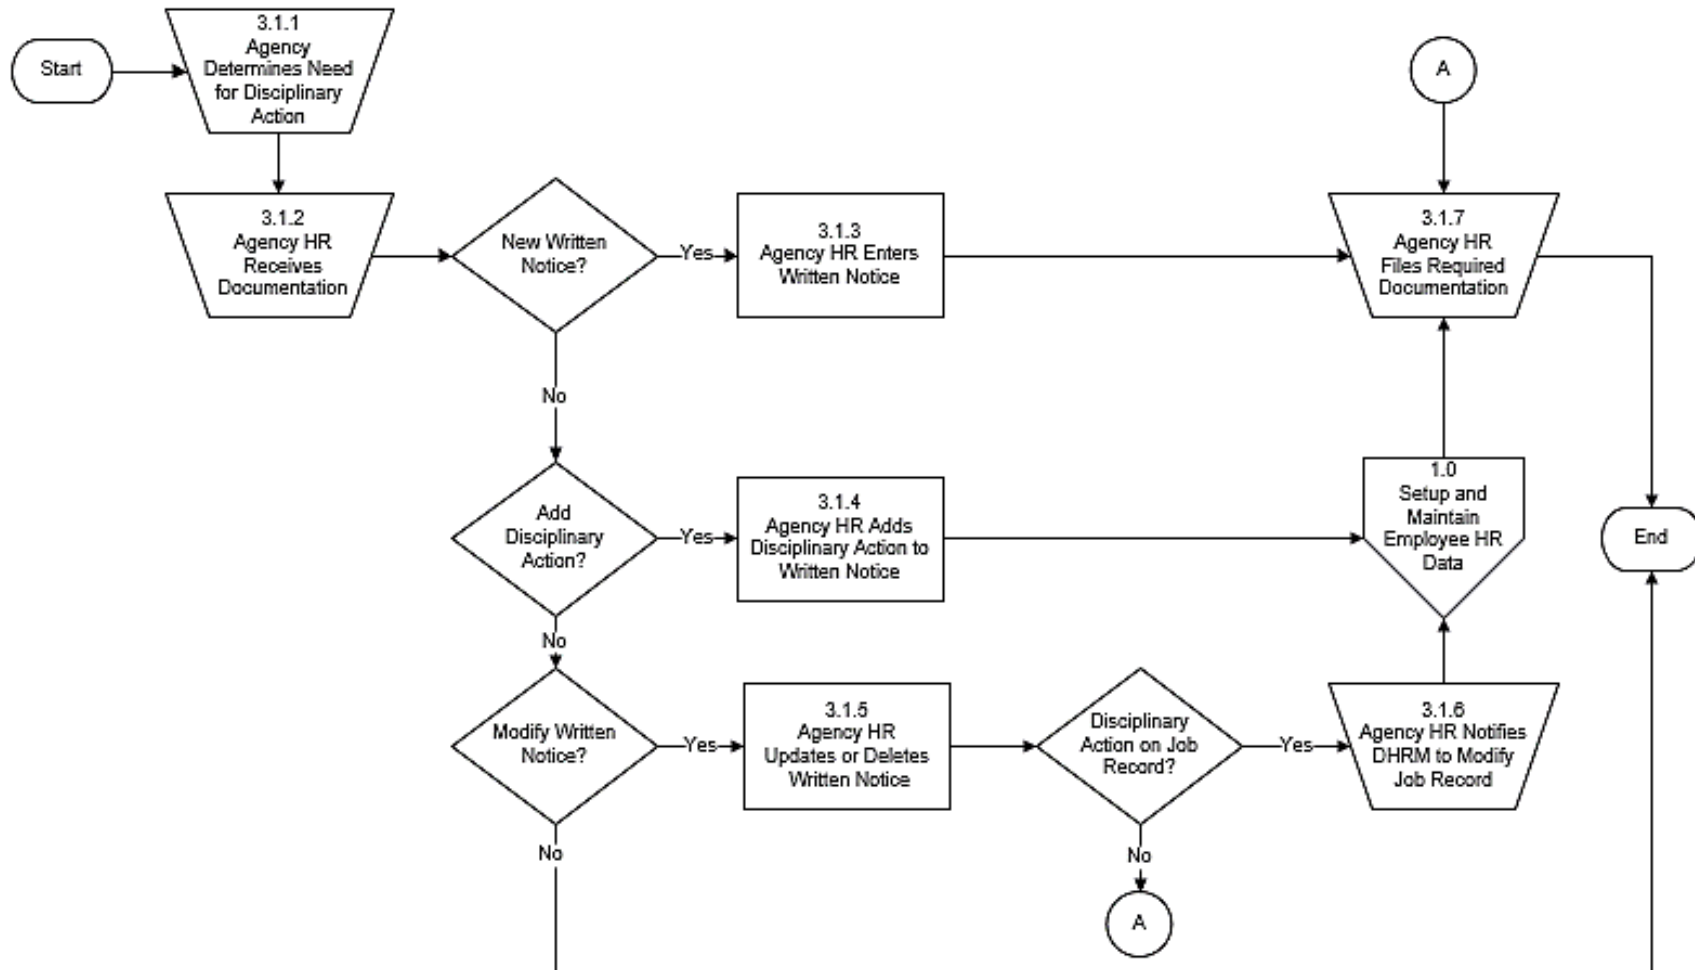 3.1.1
Agency
Determines Need
for Disciplinary
Action
Start
A
3.1.2
Agency HR
Receives
Documentation
New Written
Notice?
Yes
3.1.3
Agency HR Enters
Written Notice
3.1.7
Agency HR
Files Required
Documentation
No
Add
Disciplinary
Action?
Yes
3.1.4
Agency HR Adds
Disciplinary Action to
Written Notice
1.0
Setup and
Maintain
Employee HR
Data
End
No
Modify Written
Notice?
Yes
3.1.5
Agency HR
Updates or Deletes
Written Notice
Disciplinary
Action on Job
Record?
Yes
3.1.6
Agency HR Notifies
DHRM to Modify
Job Record
No
No
A